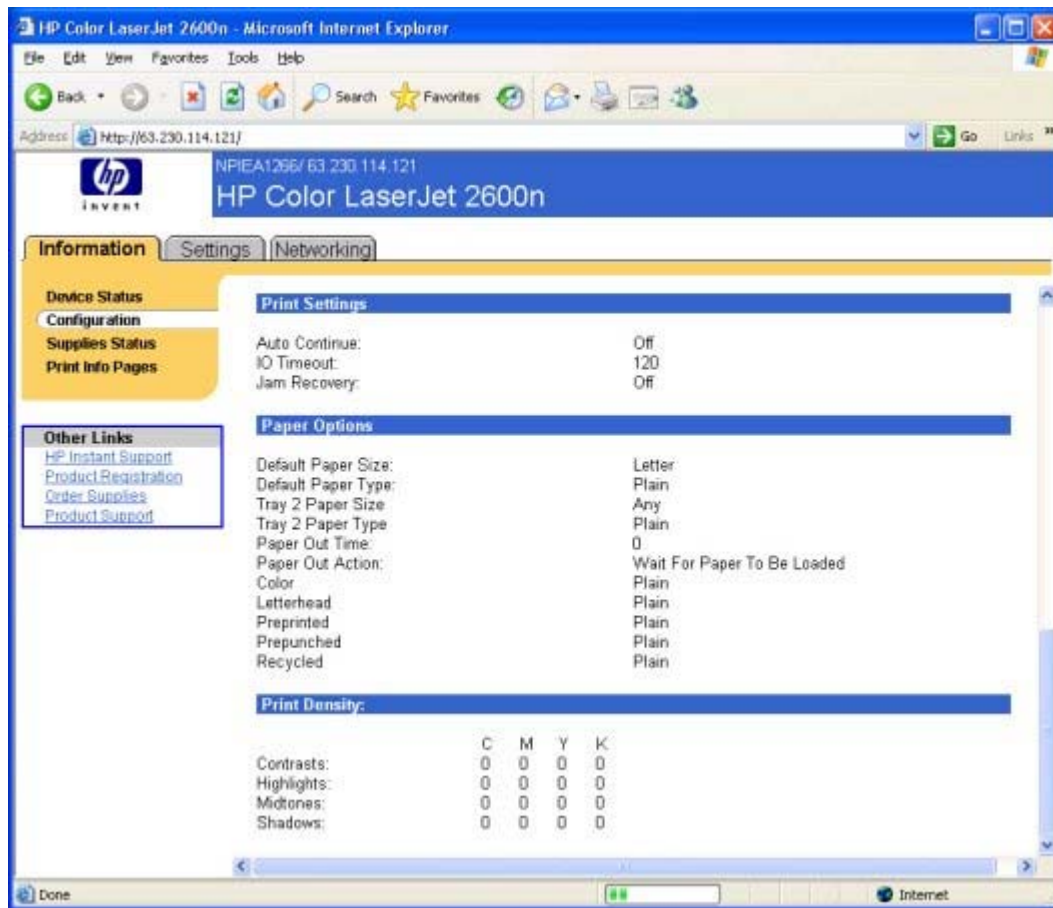 HP Color LaserJet 2600n - Microsoft Internet Explorer
File Edit View Favorites Tools Help
Back Search Favorites
Address http://63.230.114.121/ Go Links
hp
invent
NPIEA1266/ 63.230.114.121
HP Color LaserJet 2600n
Information Settings Networking
Device Status
Configuration
Supplies Status
Print Info Pages
Other Links
HP Instant Support
Product Registration
Order Supplies
Product Support
Print Settings
Auto Continue: Off
IO Timeout: 120
Jam Recovery: Off
Paper Options
Default Paper Size: Letter
Default Paper Type: Plain
Tray 2 Paper Size Any
Tray 2 Paper Type Plain
Paper Out Time: 0
Paper Out Action: Wait For Paper To Be Loaded
Color Plain
Letterhead Plain
Preprinted Plain
Prepunched Plain
Recycled Plain
Print Density:
C M Y K
Contrasts: 0 0 0 0
Highlights: 0 0 0 0
Midtones: 0 0 0 0
Shadows: 0 0 0 0
Done Internet